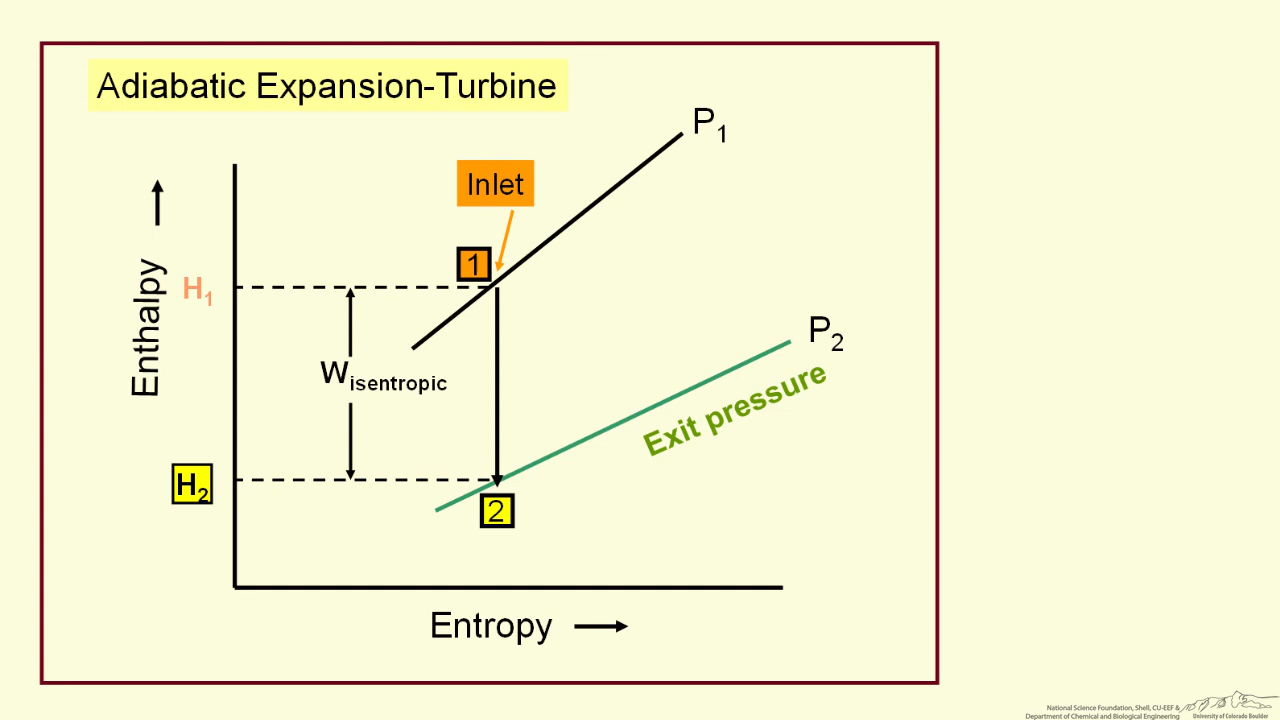 Adiabatic Expansion-Turbine
P1
Inlet
1
H1
Enthalpy
P2
Wisentropic
Exit pressure
H2
2
Entropy
National Science Foundation, Shell, CU-EEF &
Department of Chemical and Biological Engineering
University of Colorado Boulder